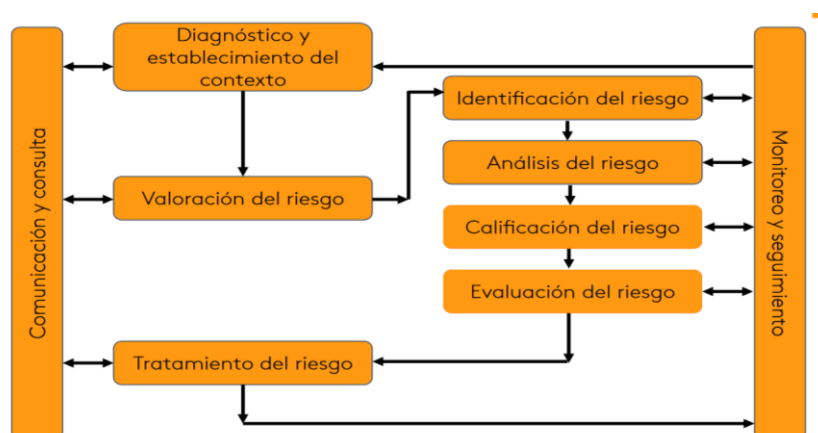 Diagnóstico y
establecimiento del
contexto
Identificación del riesgo
Análisis del riesgo
Valoración del riesgo
Calificación del riesgo
Evaluación del riesgo
Tratamiento del riesgo
Comunicación y consulta
Monitoreo y seguimiento